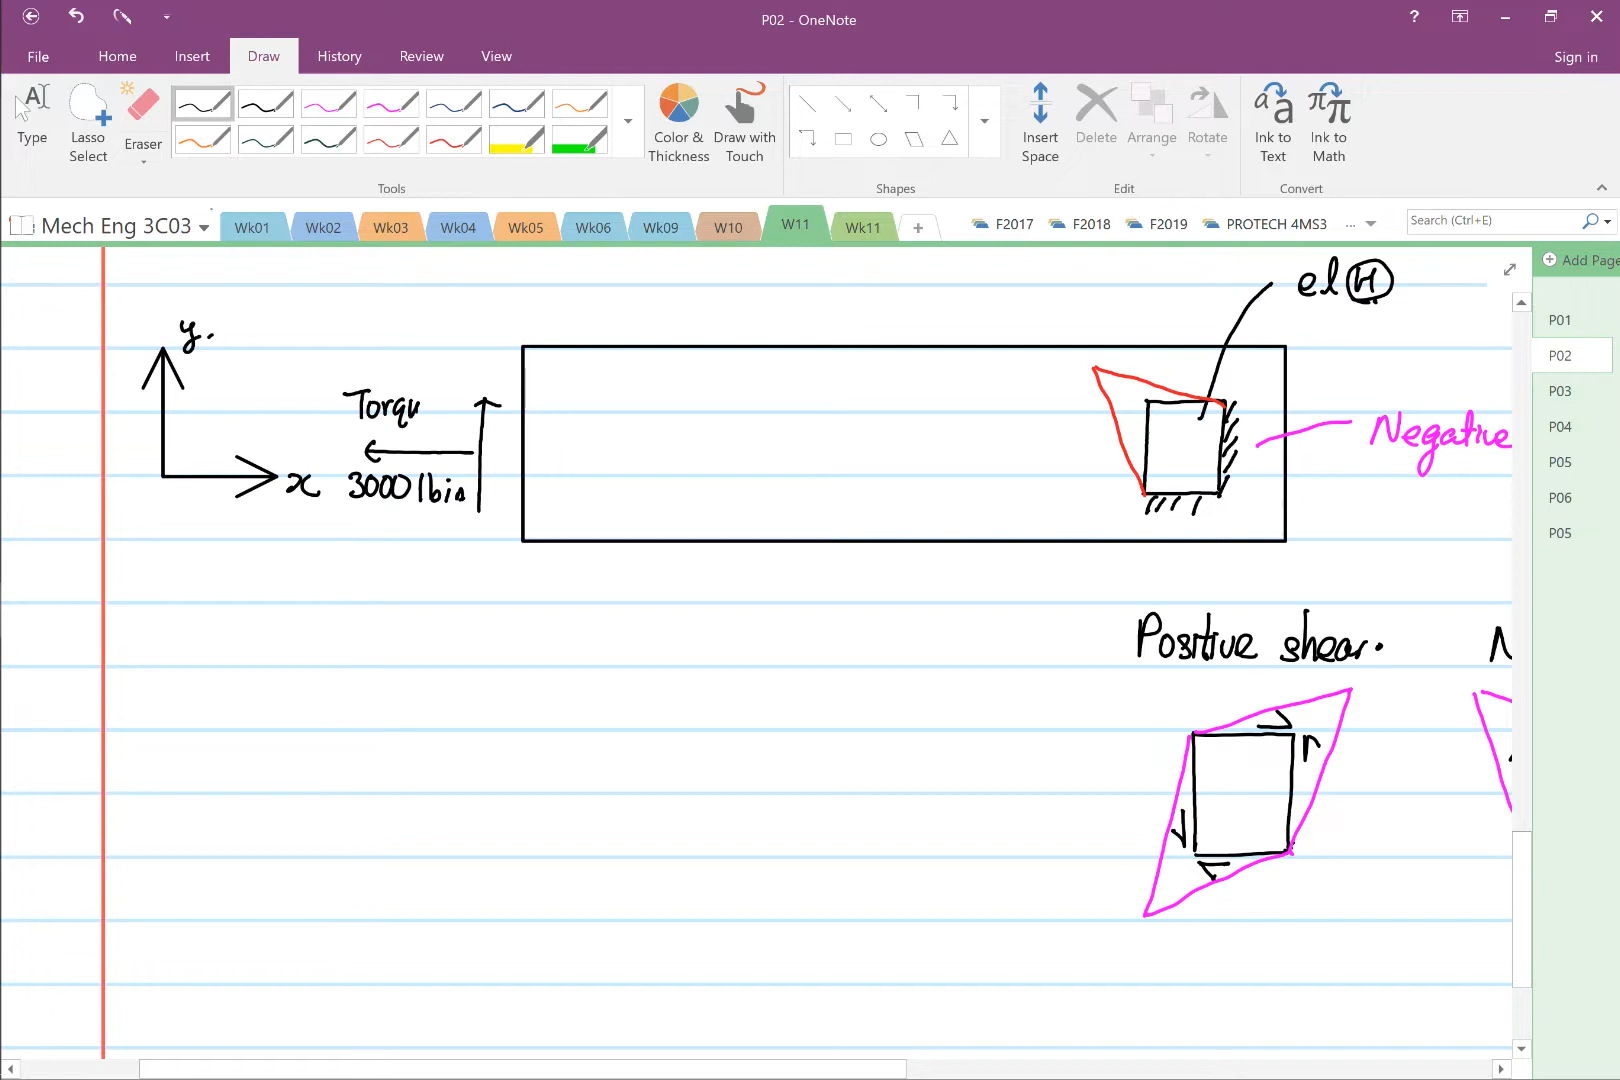 P02 - OneNote
?
File
Home
Insert
Draw
History
Review
View
Sign in
Type
Lasso Select
Eraser
Color & Thickness
Draw with Touch
Insert Space
Delete
Arrange
Rotate
Ink to Text
Ink to Math
Tools
Shapes
Edit
Convert
Mech Eng 3C03
Wk01
Wk02
Wk03
Wk04
Wk05
Wk06
Wk09
W10
W11
Wk11
+
F2017
F2018
F2019
PROTECH 4MS3
...
Search (Ctrl+E)
Add Page
P01
P02
P03
P04
P05
P06
P05
el H
y.
Torqu
x
3000 lbin
Negative
Positive shear.